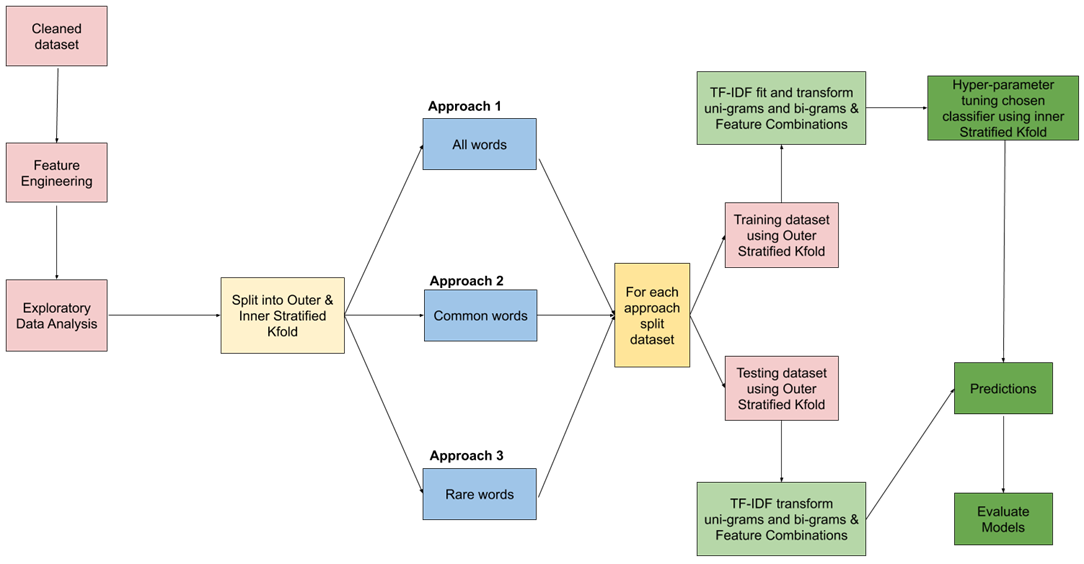 Cleaned
dataset
Feature
Engineering
Exploratory
Data Analysis
Split into Outer &
Inner Stratified
Kfold
Approach 1
All words
Approach 2
Common words
Approach 3
Rare words
For each
approach
split
dataset
Training dataset
using Outer
Stratified Kfold
TF-IDF fit and transform
uni-grams and bi-grams &
Feature Combinations
Hyper-parameter
tuning chosen
classifier using inner
Stratified Kfold
Testing dataset
using Outer
Stratified Kfold
TF-IDF transform
uni-grams and bi-grams &
Feature Combinations
Predictions
Evaluate
Models